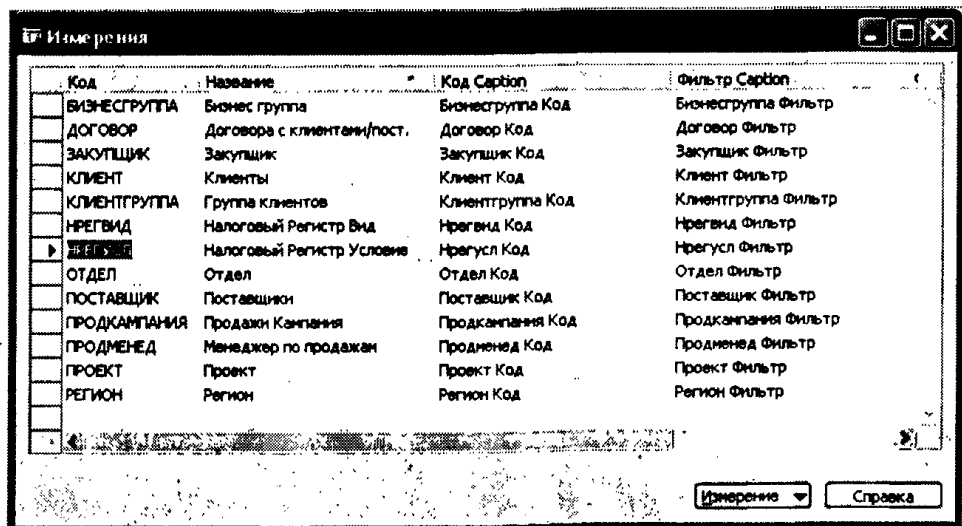 Измерения
Код Название Код Caption Фильтр Caption
БИЗНЕСГРУППА Бизнес группа Бизнесгруппа Код Бизнесгруппа Фильтр
ДОГОВОР Договора с клиентами/пост. Договор Код Договор Фильтр
ЗАКУПЩИК Закупщик Закупщик Код Закупщик Фильтр
КЛИЕНТ Клиенты Клиент Код Клиент Фильтр
КЛИЕНТГРУППА Группа клиентов Клиентгруппа Код Клиентгруппа Фильтр
НРЕГВИД Налоговый Регистр Вид Нрегвид Код Нрегвид Фильтр
Налоговый Регистр Условие Нрегусл Код Нрегусл Фильтр
ОТДЕЛ Отдел Отдел Код Отдел Фильтр
ПОСТАВЩИК Поставщики Поставщик Код Поставщик Фильтр
ПРОДКАМПАНИЯ Продажи Кампания Продкампания Код Продкампания Фильтр
ПРОДМЕНЕД Менеджер по продажам Продменед Код Продменед Фильтр
ПРОЕКТ Проект Проект Код Проект Фильтр
РЕГИОН Регион Регион Код Регион Фильтр
Измерение Справка